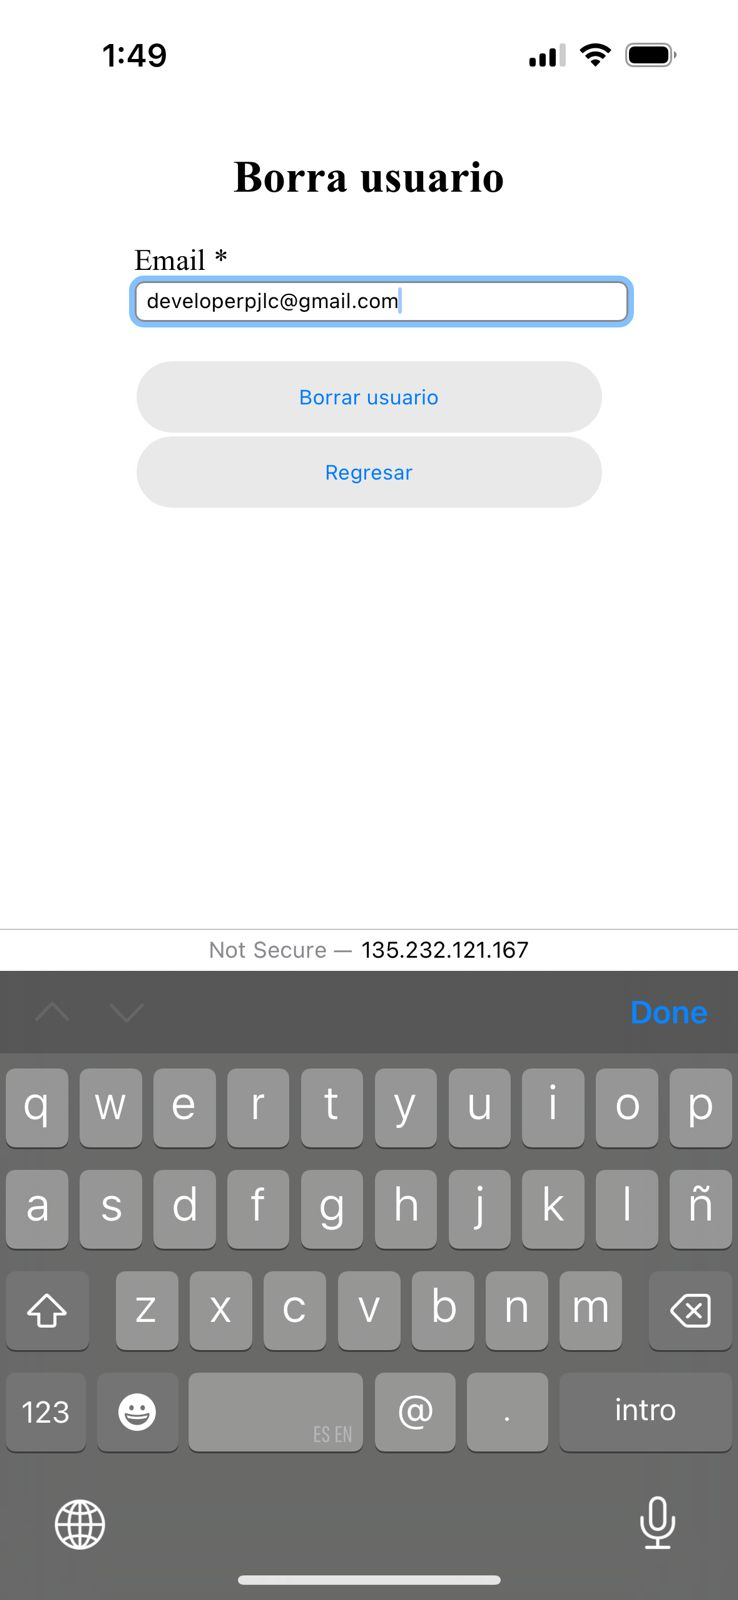 1:49
Borra usuario
Email *
developerpjlc@gmail.com
Borrar usuario
Regresar
Not Secure — 135.232.121.167
Done
q w e r t y u i o p
a s d f g h j k l ñ
z x c v b n m
123 ES EN @ . intro